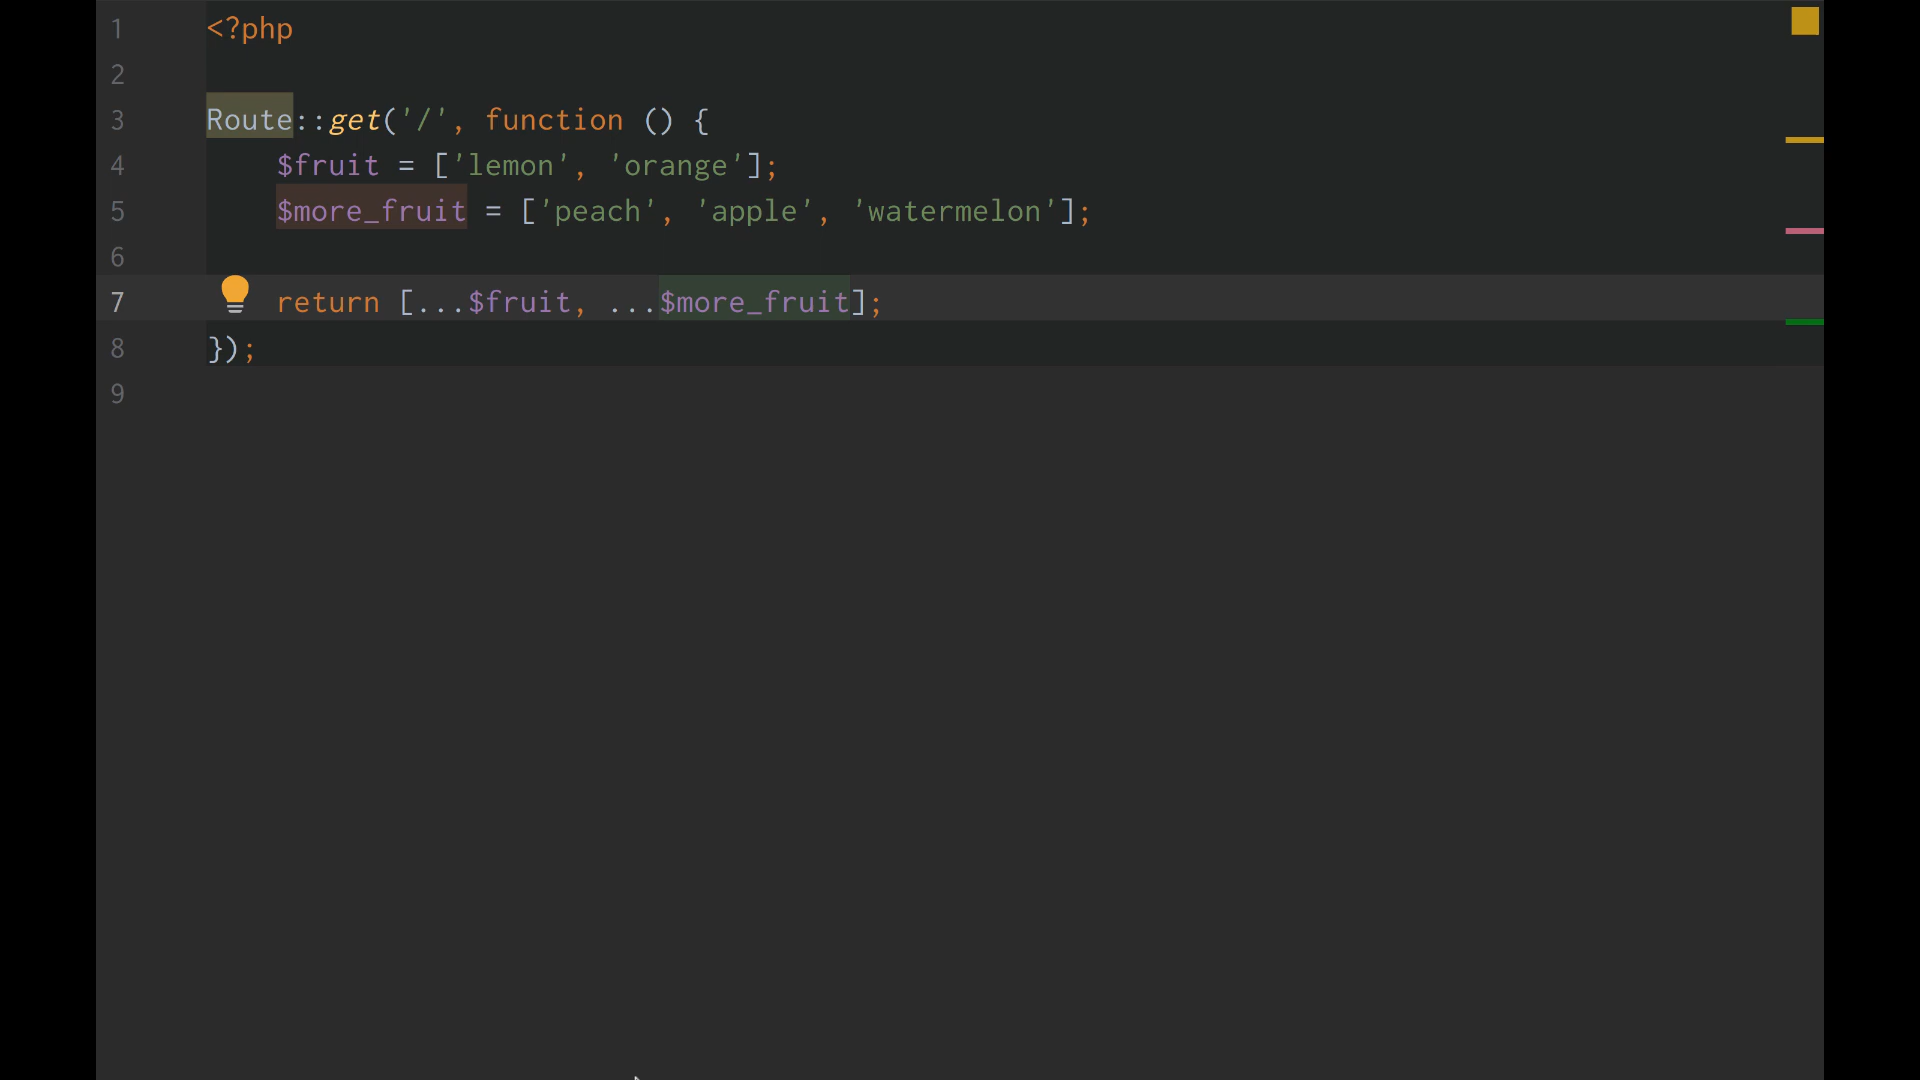 1 <?php
2
3 Route::get('/', function () {
4 $fruit = ['lemon', 'orange'];
5 $more_fruit = ['peach', 'apple', 'watermelon'];
6
7 return [...$fruit, ...$more_fruit];
8 });
9